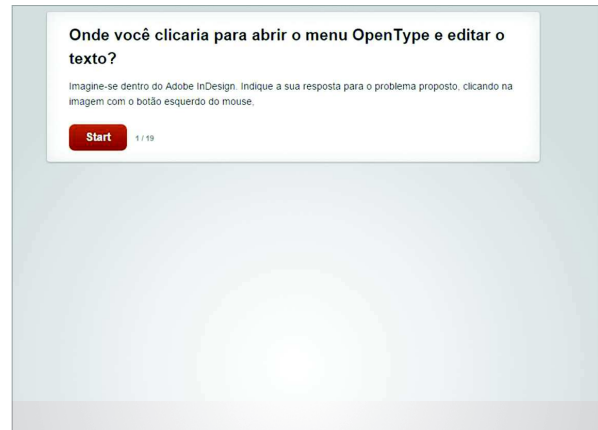 Onde você clicaria para abrir o menu OpenType e editar o
texto?
Imagine-se dentro do Adobe InDesign. Indique a sua resposta para o problema proposto, clicando na
imagem com o botão esquerdo do mouse.
Start
1 / 19